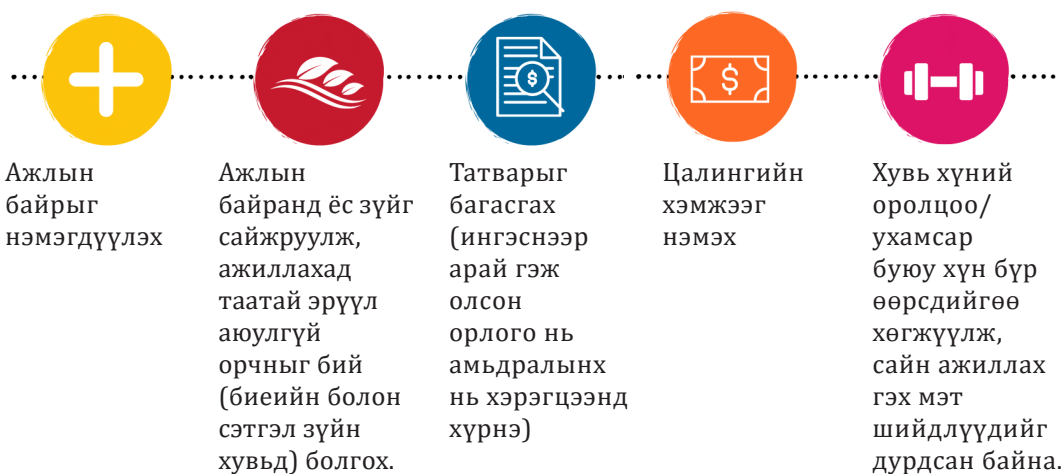 Ажлын
байрыг
нэмэгдүүлэх
Ажлын
байранд ёс зүйг
сайжруулж,
ажиллахад
таатай эрүүл
аюулгүй
орчныг бий
(биеийн болон
сэтгэл зүйн
хувьд) болгох.
Татварыг
багасгах
(ингэснээр
арай гэж
олсон
орлого нь
амьдралынх
нь хэрэгцээнд
хүрнэ)
Цалингийн
хэмжээг
нэмэх
Хувь хүний
оролцоо/
ухамсар
буюу хүн бүр
өөрсдийгөө
хөгжүүлж,
сайн ажиллах
гэх мэт
шийдлүүдийг
дурдсан байна.